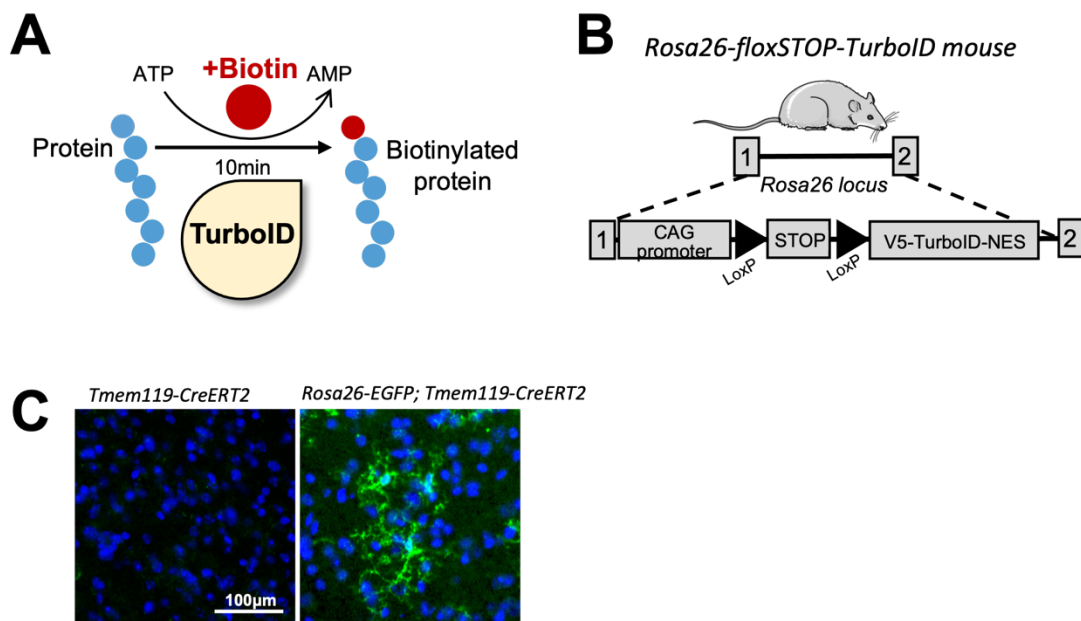 A
ATP
+Biotin
AMP
Protein
10min
TurboID
Biotinylated
protein
B
Rosa26-floxSTOP-TurboID mouse
1
2
Rosa26 locus
1
CAG
promoter
LoxP
STOP
LoxP
V5-TurboID-NES
2
C
Tmem119-CreERT2
Rosa26-EGFP; Tmem119-CreERT2
100µm